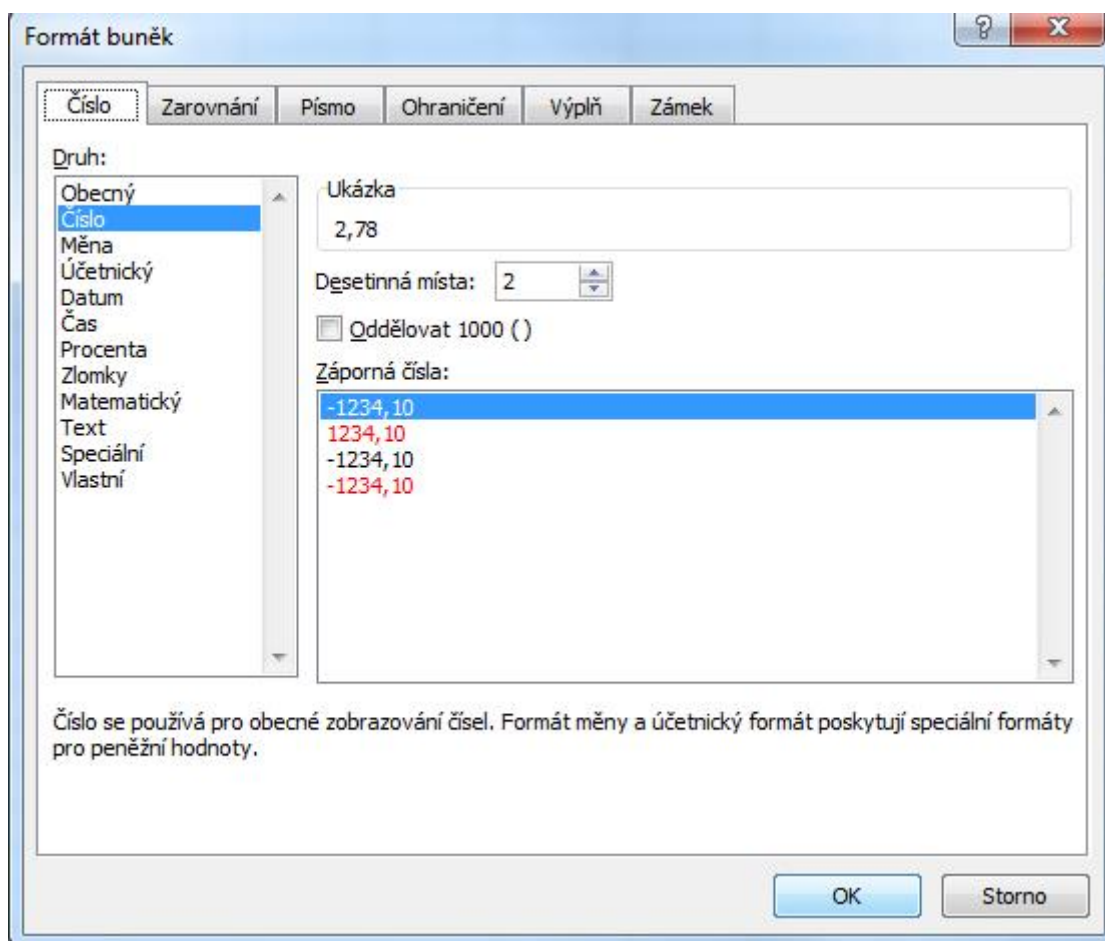 Formát buněk
Číslo Zarovnání Písmo Ohraničení Výplň Zámek
Druh:
Obecný
Číslo
Měna
Účetnický
Datum
Čas
Procenta
Zlomky
Matematický
Text
Speciální
Vlastní
Ukázka
2,78
Desetinná místa: 2
Oddělovat 1000 ( )
Záporná čísla:
-1234,10
1234,10
-1234,10
-1234,10
Číslo se používá pro obecné zobrazování čísel. Formát měny a účetnický formát poskytují speciální formáty
pro peněžní hodnoty.
OK Storno